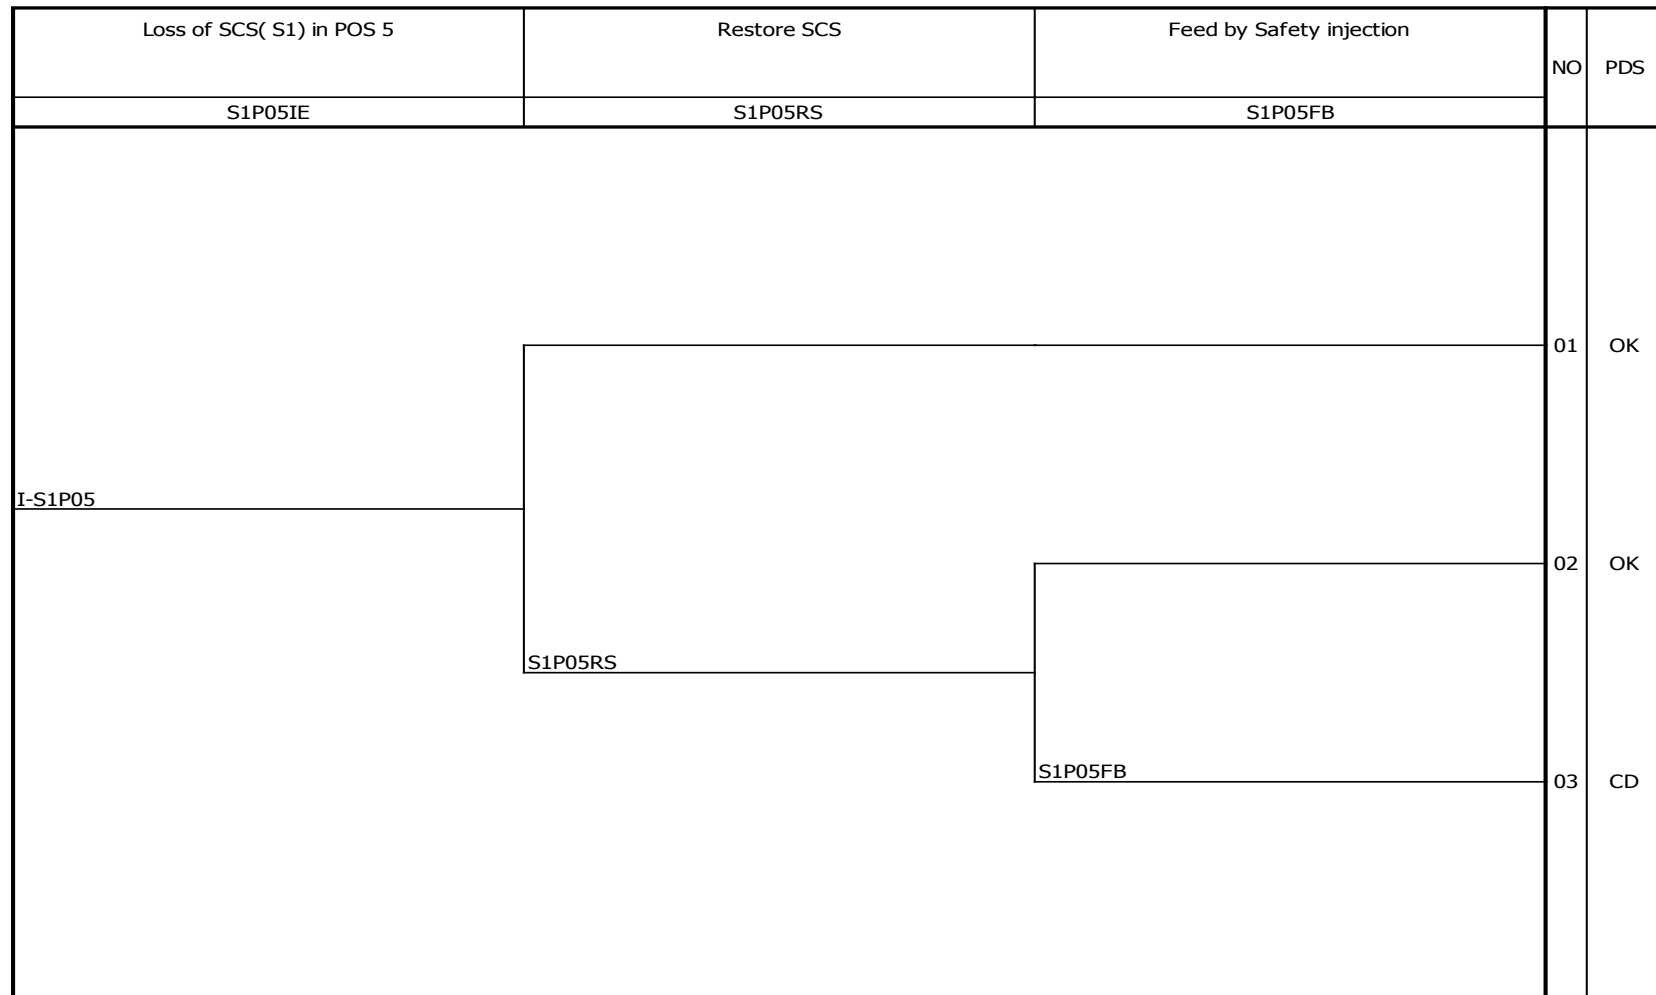 Loss of SCS( S1) in POS 5
Restore SCS
Feed by Safety injection
NO
PDS
S1P05IE
S1P05RS
S1P05FB
01
OK
I-S1P05
02
OK
S1P05RS
S1P05FB
03
CD